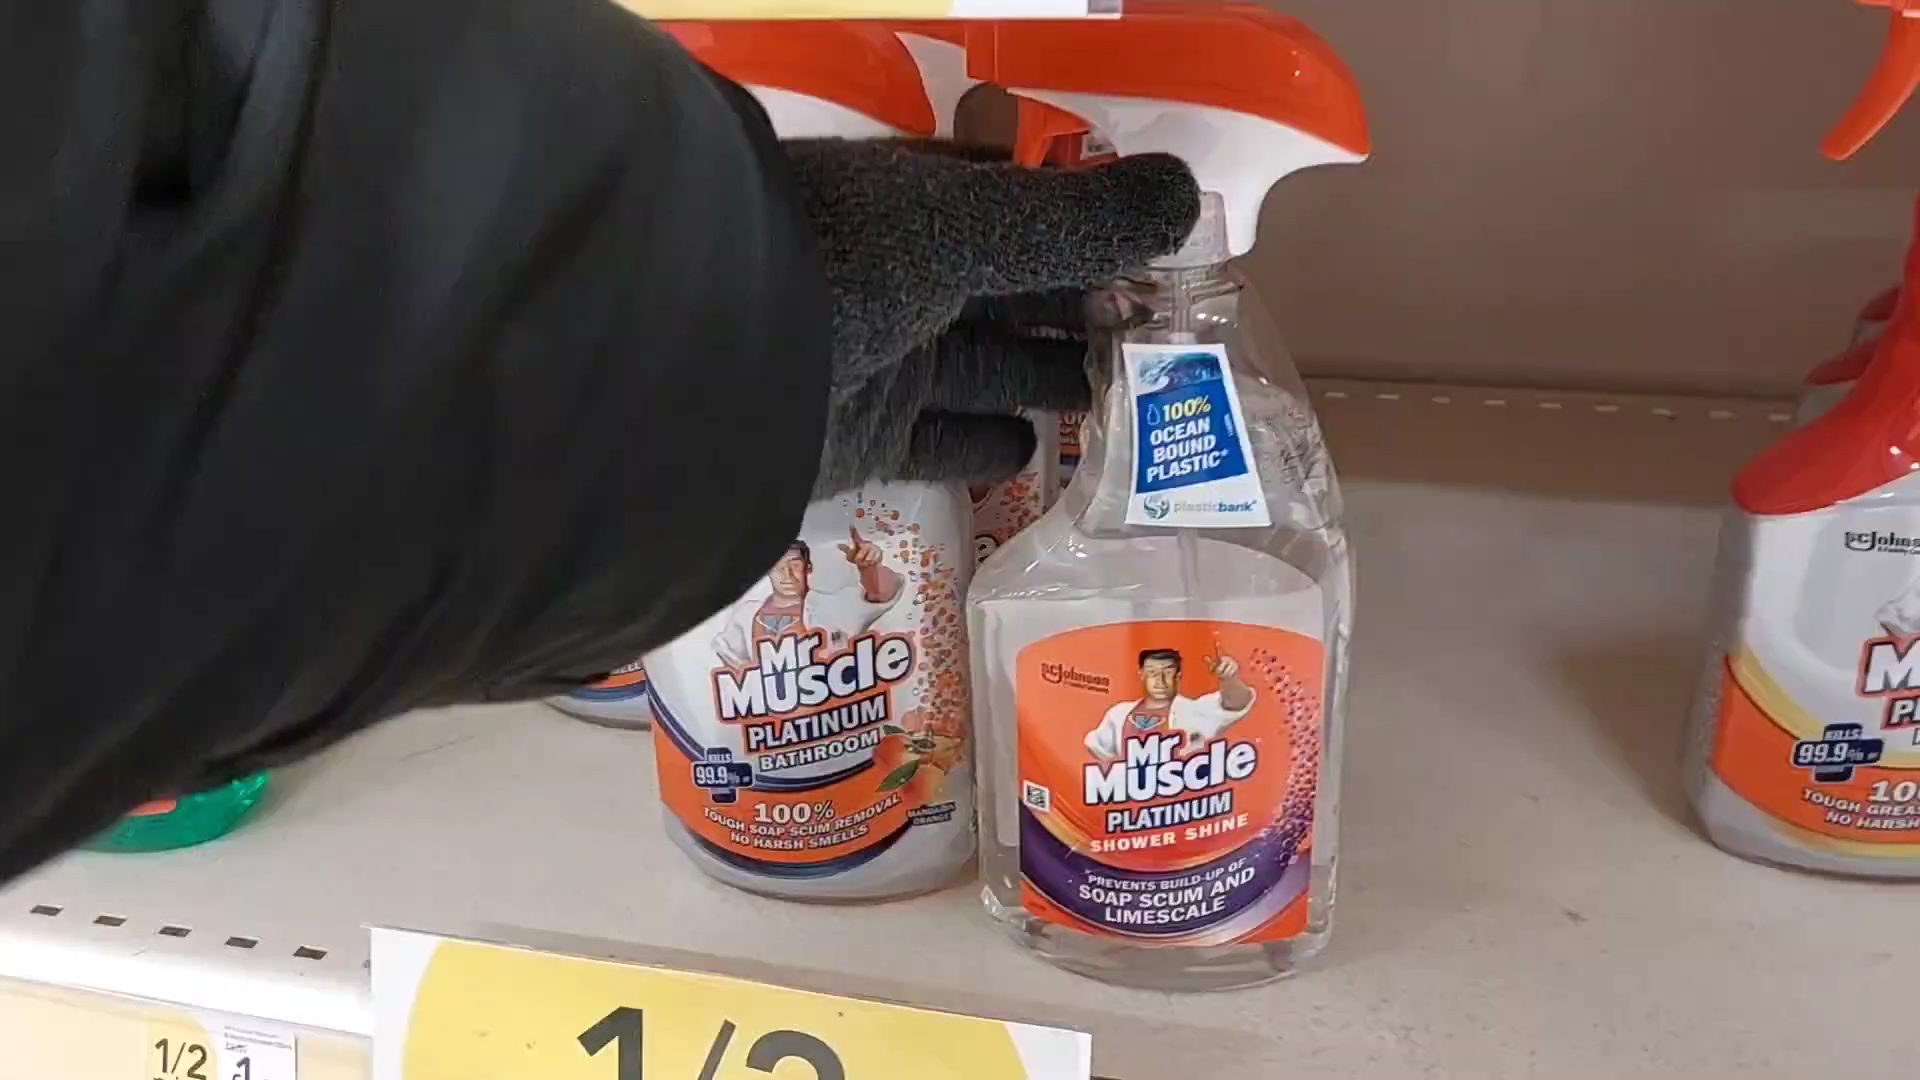 100%
OCEAN
BOUND
PLASTIC*
plasticbank
Mr
Muscle
PLATINUM
BATHROOM
KILLS
99.9%
100%
TOUGH SOAP SCUM REMOVAL
NO HARSH SMELLS
MANDARIN
ORANGE
SC Johnson
Mr
Muscle
PLATINUM
SHOWER SHINE
PREVENTS BUILD-UP OF
SOAP SCUM AND
LIMESCALE
SC Johns
KILLS
99.9%
TOUGH GREAS
NO HARSH
1/2
1/2